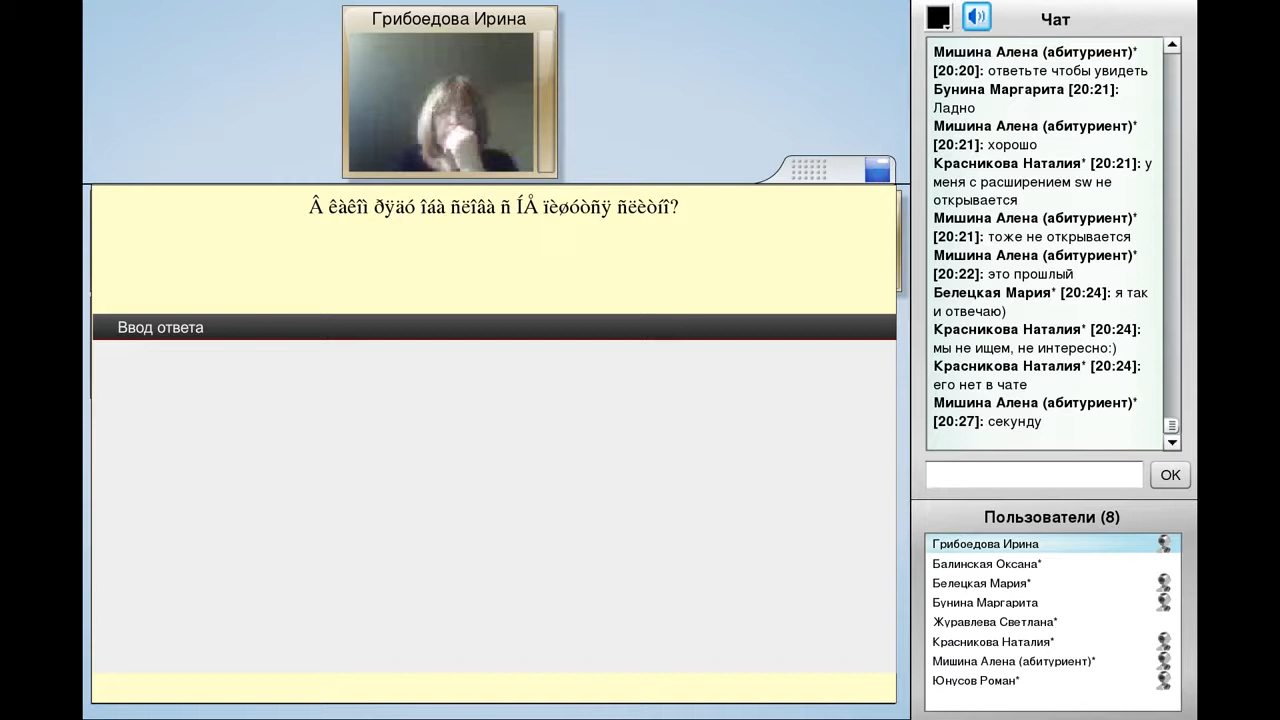 Грибоедова Ирина
Â êàêîì ðÿäó îáà ñëîâà ñ ÍÅ ïèøóòñÿ ñëèòíî?
Ввод ответа
Чат
Мишина Алена (абитуриент)*
[20:20]: ответьте чтобы увидеть
Бунина Маргарита [20:21]:
Ладно
Мишина Алена (абитуриент)*
[20:21]: хорошо
Красникова Наталия* [20:21]: у
меня с расширением sw не
открывается
Мишина Алена (абитуриент)*
[20:21]: тоже не открывается
Мишина Алена (абитуриент)*
[20:22]: это прошлый
Белецкая Мария* [20:24]: я так
и отвечаю)
Красникова Наталия* [20:24]:
мы не ищем, не интересно:)
Красникова Наталия* [20:24]:
его нет в чате
Мишина Алена (абитуриент)*
[20:27]: секунду
OK
Пользователи (8)
Грибоедова Ирина
Балинская Оксана*
Белецкая Мария*
Бунина Маргарита
Журавлева Светлана*
Красникова Наталия*
Мишина Алена (абитуриент)*
Юнусов Роман*